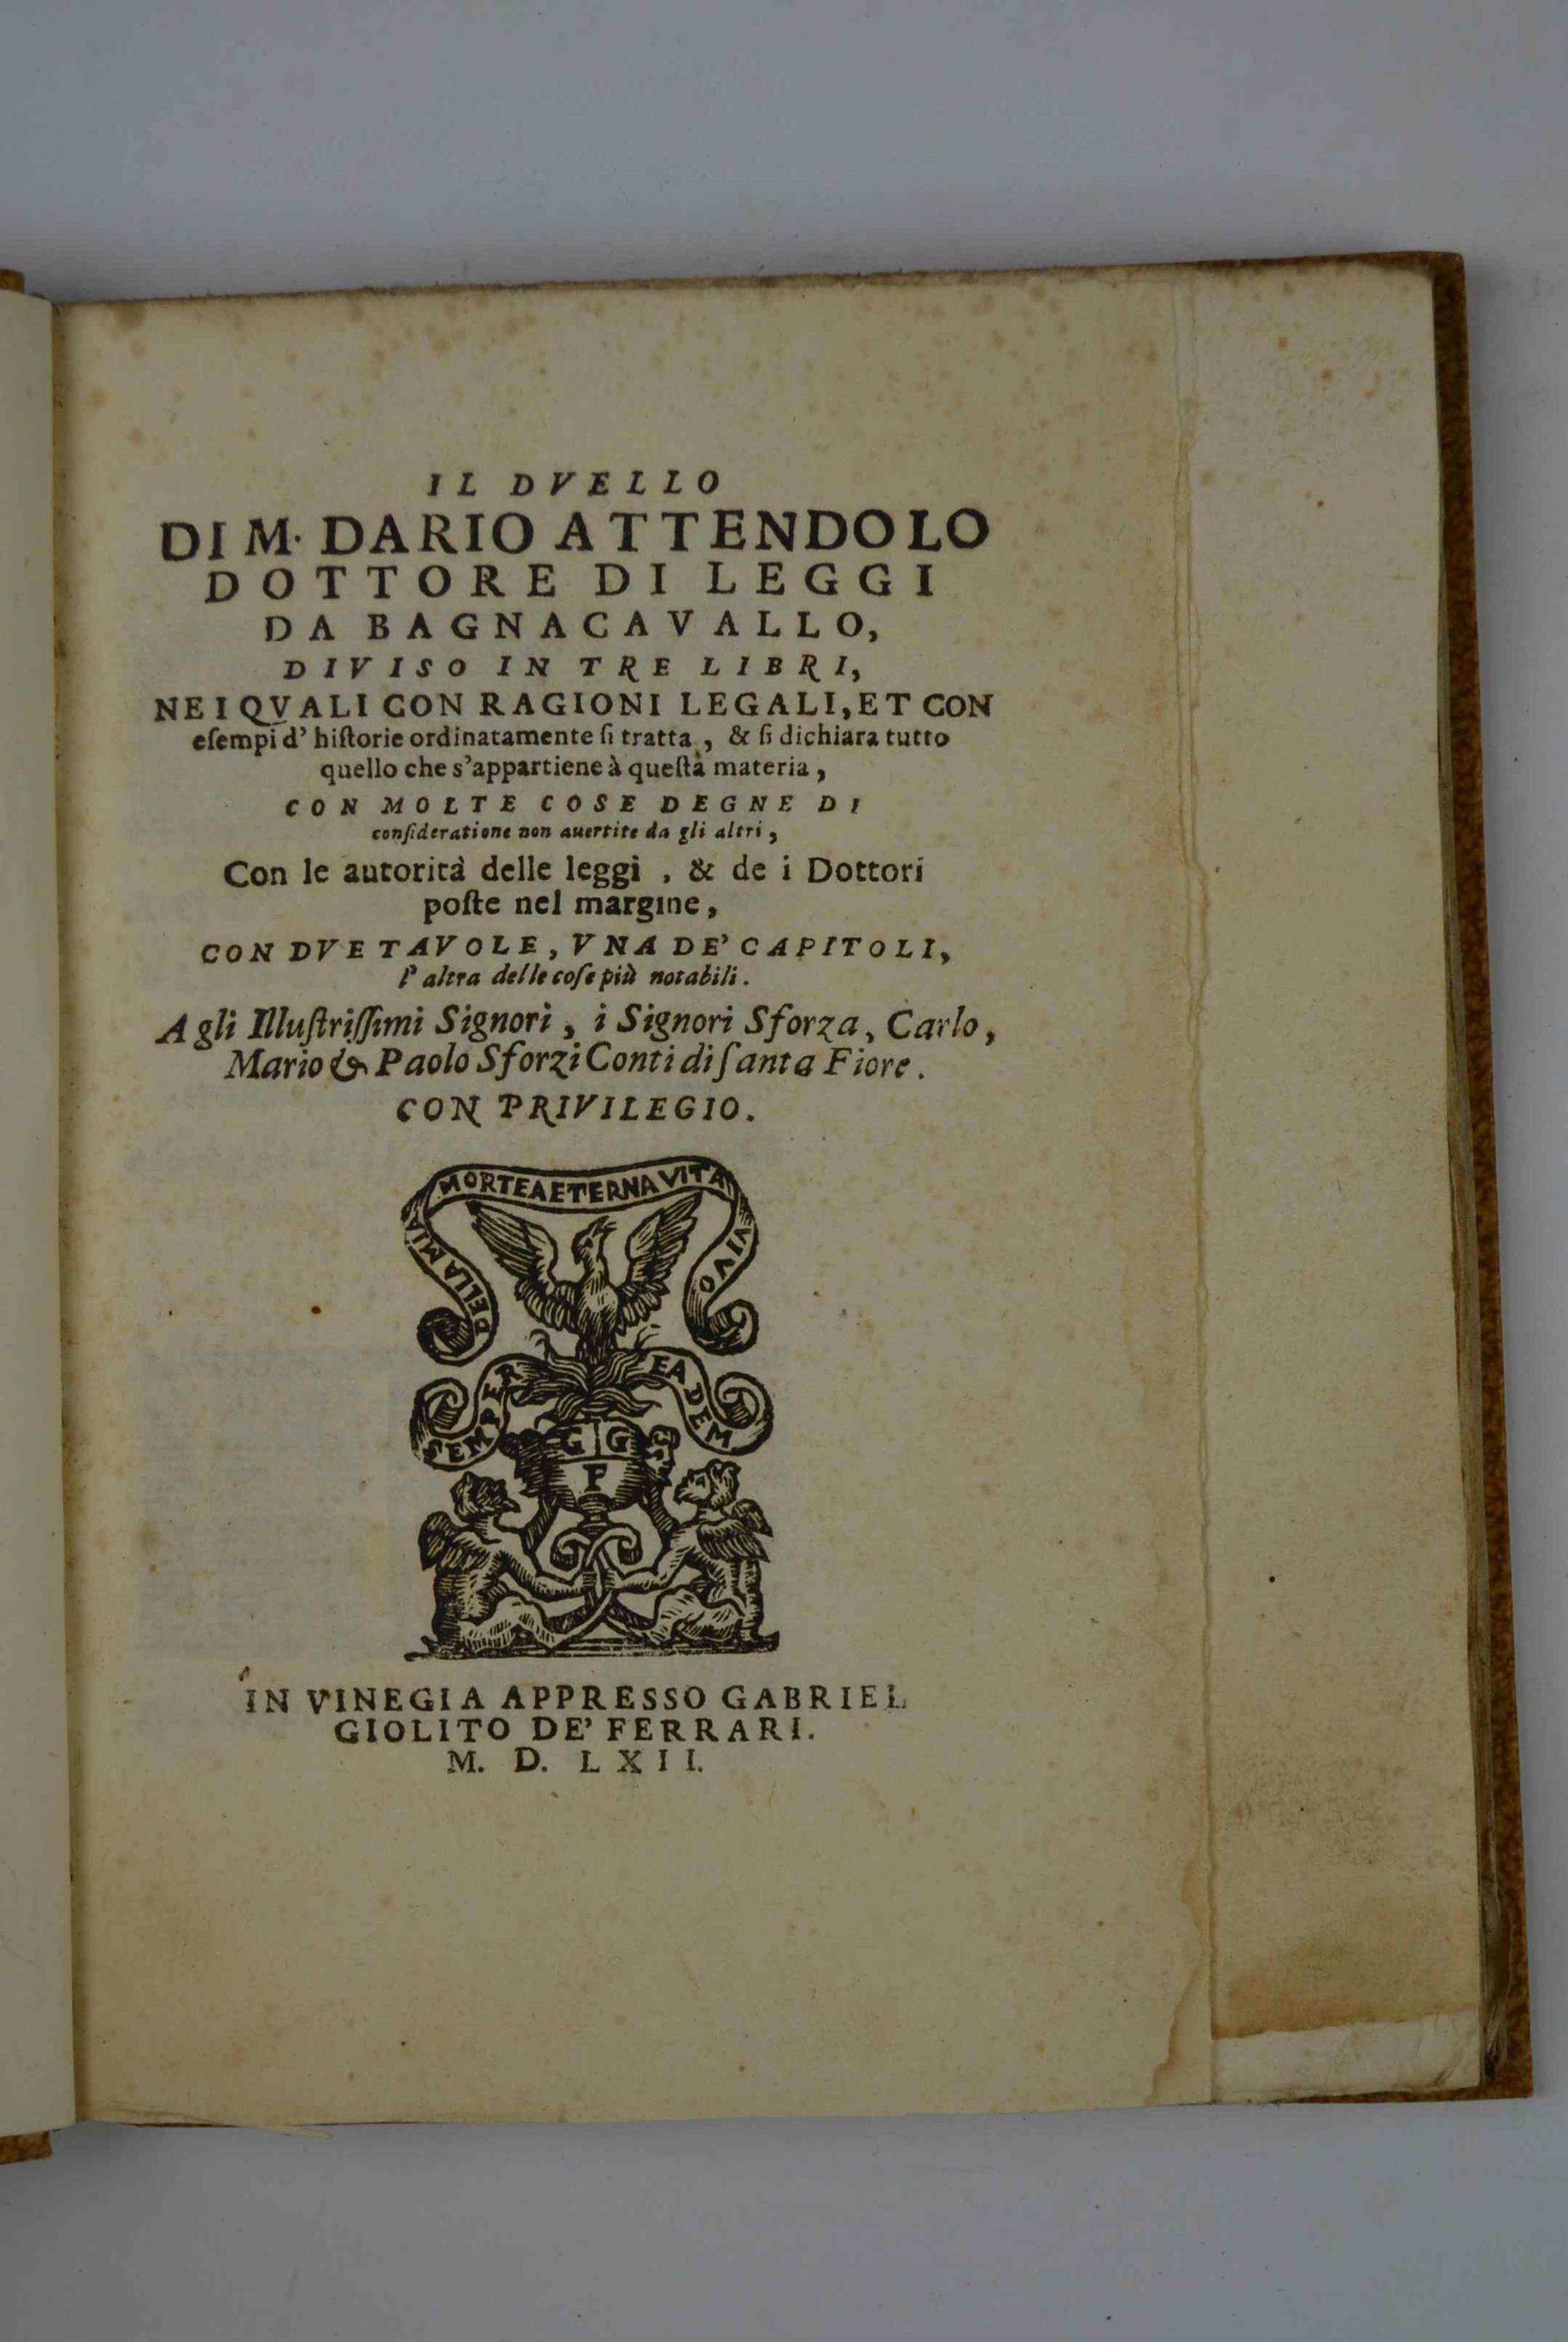 IL DVELLO
DI M. DARIO ATTENDOLO
DOTTORE DI LEGGI
DA BAGNACAVALLO,
DIVISO IN TRE LIBRI,
NE I QVALI CON RAGIONI LEGALI, ET CON
eſempi d' hiſtorie ordinatamente ſi tratta, & ſi dichiara tutto
quello che s'appartiene à queſta materia,
CON MOLTE COSE DEGNE DI
conſideratione non auertite da gli altri,
Con le autorità delle leggi, & de i Dottori
poſte nel margine,
CON DVE TAVOLE, VNA DE' CAPITOLI,
l' altra delle coſe più notabili.
A gli Illuſtriſſimi Signori, i Signori Sforza, Carlo,
Mario & Paolo Sforzi Conti di ſanta Fiore.
CON PRIVILEGIO.
DELLA MIA MORTE AETERNA VITA VIVO
SEMPER EADEM
G G
F
IN VINEGIA APPRESSO GABRIEL
GIOLITO DE' FERRARI.
M. D. LXII.